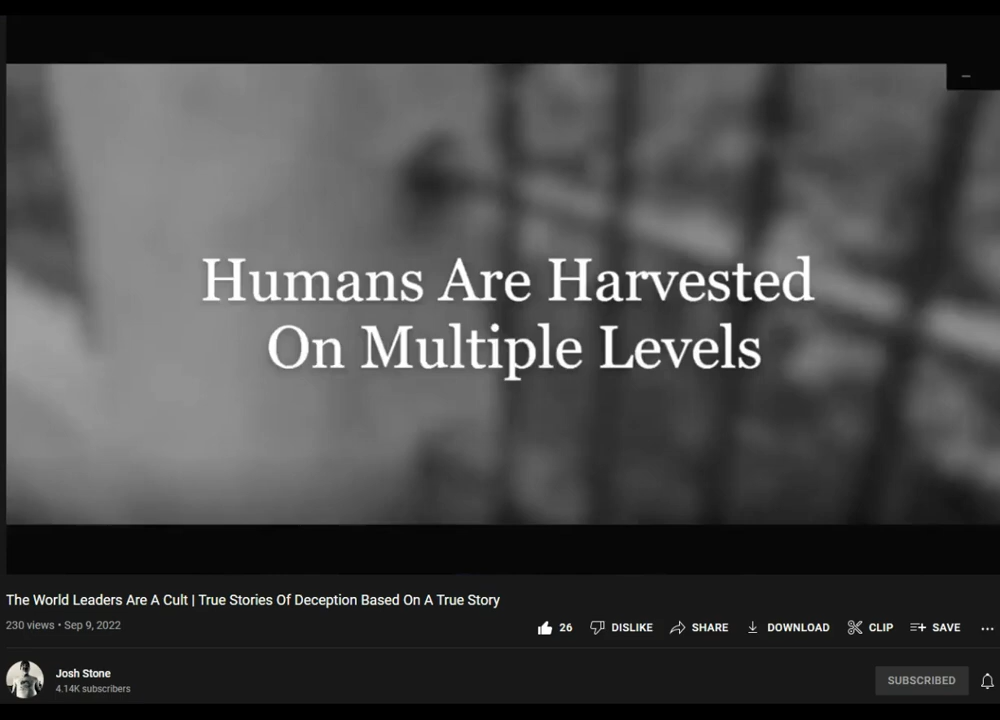 Humans Are Harvested
On Multiple Levels
The World Leaders Are A Cult | True Stories Of Deception Based On A True Story
230 views • Sep 9, 2022
26 DISLIKE SHARE DOWNLOAD CLIP SAVE ...
Josh Stone
4.14K subscribers
SUBSCRIBED